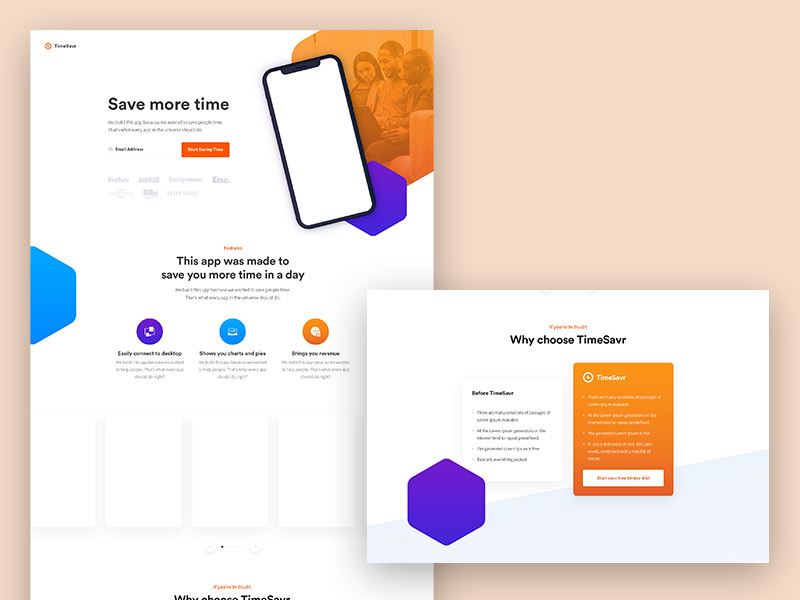 TimeSavr
Save more time
We build this app because we wanted to save people time.
That's what every app in the universe should do.
Email Address
Start Saving Time
Forbes
Entrepreneur
Inc.
Features
This app was made to
save you more time in a day
We build this app because we wanted to save people time.
That's what every app in the universe should do.
Easily connect to desktop
We build this app because we wanted
to help people. That's what every app
should do, right?
Shows you charts and pies
We build this app because we wanted
to help people. That's what every app
should do, right?
Brings you revenue
We build this app because we wanted
to help people. That's what every app
should do, right?
If you're in doubt
Why choose TimeSavr
If you're in doubt
Why choose TimeSavr
Before TimeSavr
There are many variations of passages of
Lorem Ipsum available.
All the Lorem Ipsum generators on the
Internet tend to repeat predefined.
The generated Lorem Ipsum is free
Basically everything sucked
TimeSavr
There are many variations of passages of
Lorem Ipsum available.
All the Lorem Ipsum generators on the
Internet tend to repeat predefined.
The generated Lorem Ipsum is free
It uses a dictionary of over 200 Latin
words, combined with a handful of
model
Start your free trial